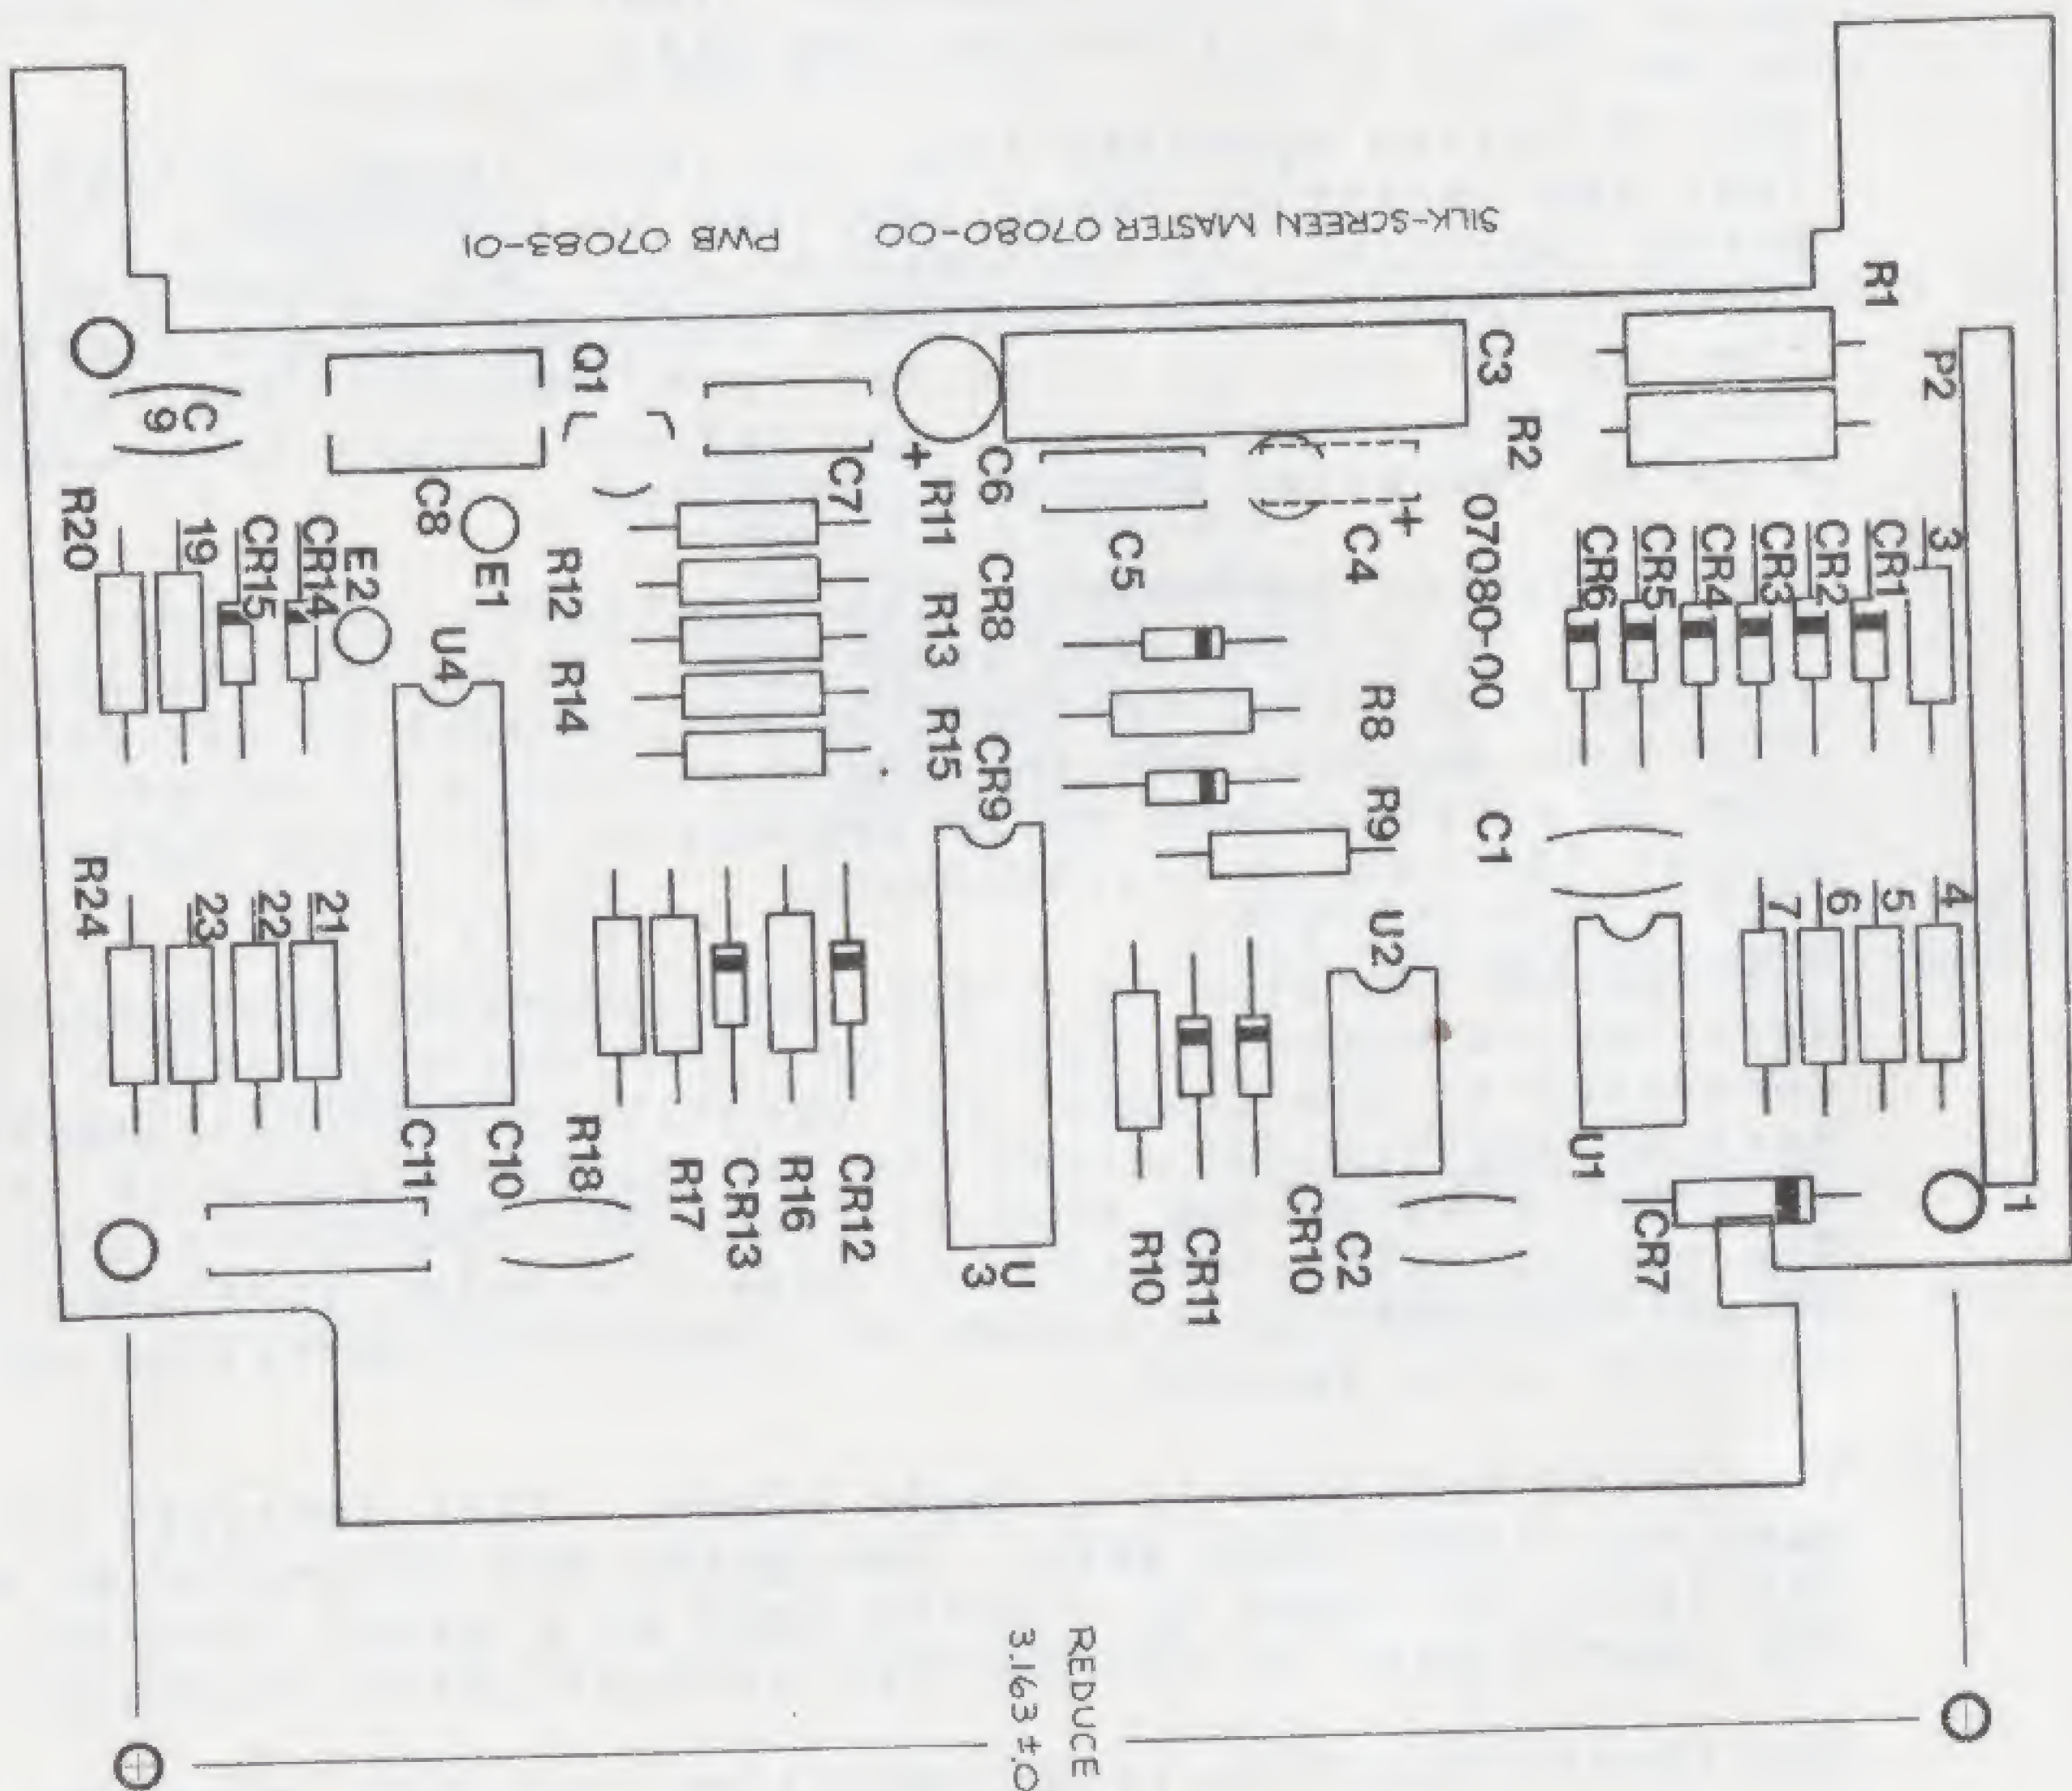 SILK-SCREEN MASTER 07080-00
PWB 07083-01
R1
P2
C3
R2
Q1
C9
C7
+
C6
R11
C8
R20
19
CR15
CR14
E2
E1
U4
R12
R14
CR8
R13
R15
CR9
C5
+
C4
07080-00
R8
R9
C1
CR6
CR5
CR4
CR3
CR2
CR1
3
R24
23
22
21
U2
7
6
5
4
C11
C10
R18
R17
CR13
R16
CR12
U3
R10
CR11
CR10
C2
U1
CR7
1
REDUCE
3.163 ±.0